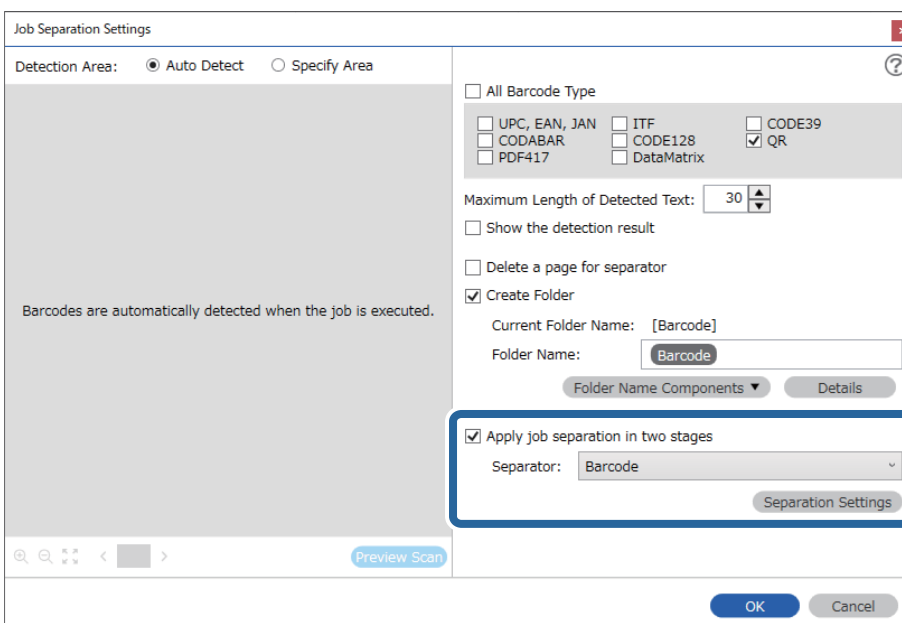 Job Separation Settings
Detection Area: Auto Detect Specify Area
Barcodes are automatically detected when the job is executed.
Preview Scan
All Barcode Type
UPC, EAN, JAN ITF CODE39
CODABAR CODE128 QR
PDF417 DataMatrix
Maximum Length of Detected Text: 30
Show the detection result
Delete a page for separator
Create Folder
Current Folder Name: [Barcode]
Folder Name: Barcode
Folder Name Components Details
Apply job separation in two stages
Separator: Barcode
Separation Settings
OK Cancel